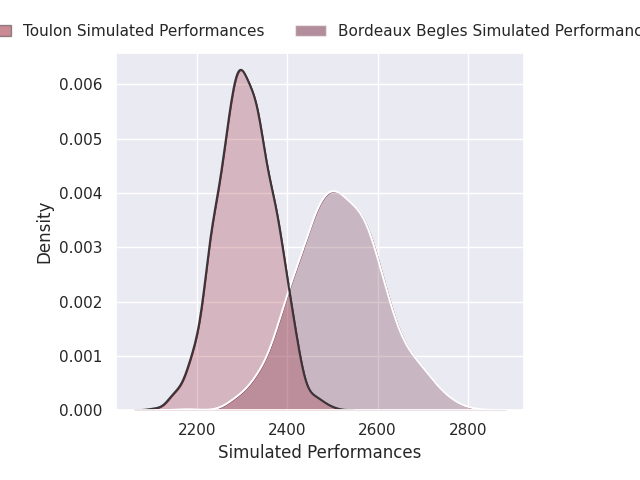 Toulon Simulated Performances
Bordeaux Begles Simulated Performanc
0.006
0.005
0.004
0.003
0.002
0.001
0.000
Density
2200
2400
2600
2800
Simulated Performances